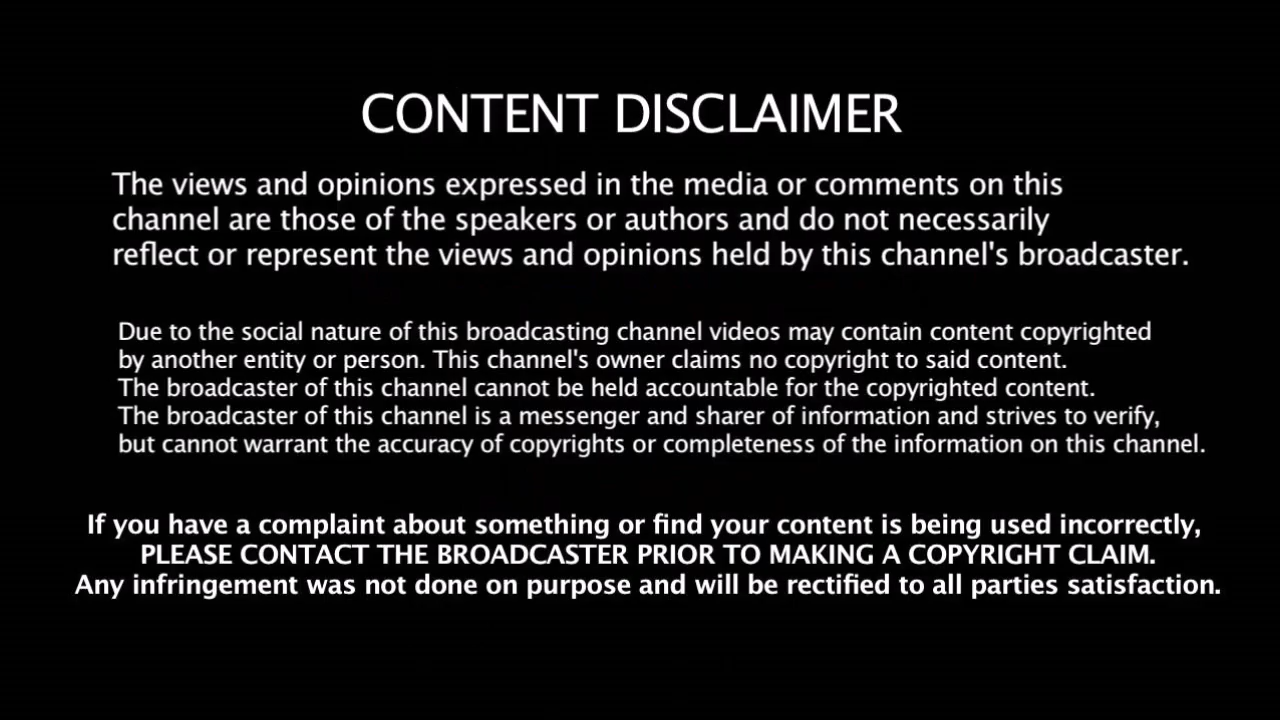 CONTENT DISCLAIMER
The views and opinions expressed in the media or comments on this
channel are those of the speakers or authors and do not necessarily
reflect or represent the views and opinions held by this channel's broadcaster.
Due to the social nature of this broadcasting channel videos may contain content copyrighted
by another entity or person. This channel's owner claims no copyright to said content.
The broadcaster of this channel cannot be held accountable for the copyrighted content.
The broadcaster of this channel is a messenger and sharer of information and strives to verify,
but cannot warrant the accuracy of copyrights or completeness of the information on this channel.
If you have a complaint about something or find your content is being used incorrectly,
PLEASE CONTACT THE BROADCASTER PRIOR TO MAKING A COPYRIGHT CLAIM.
Any infringement was not done on purpose and will be rectified to all parties satisfaction.